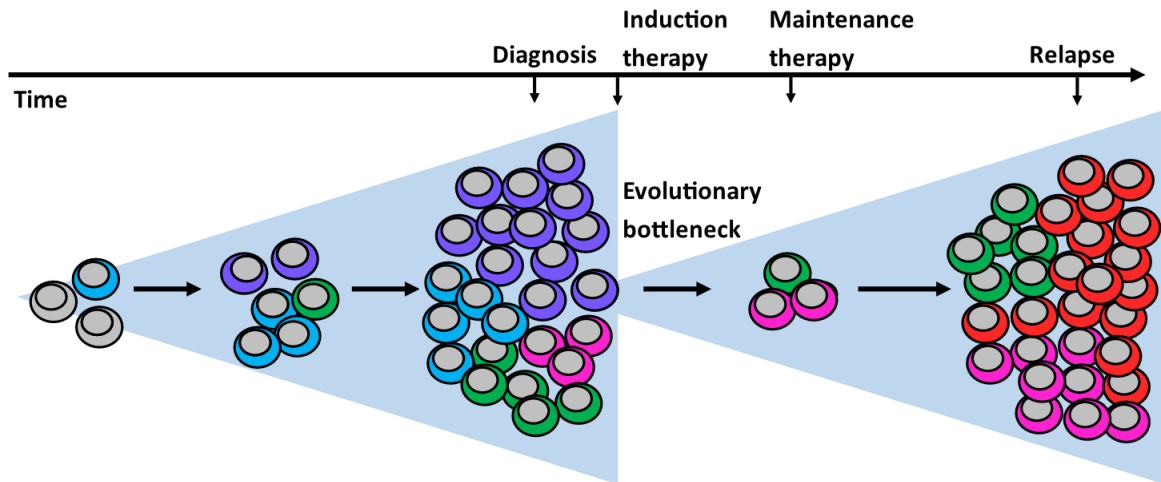 Induction
therapy
Maintenance
therapy
Diagnosis
Relapse
Time
Evolutionary
bottleneck